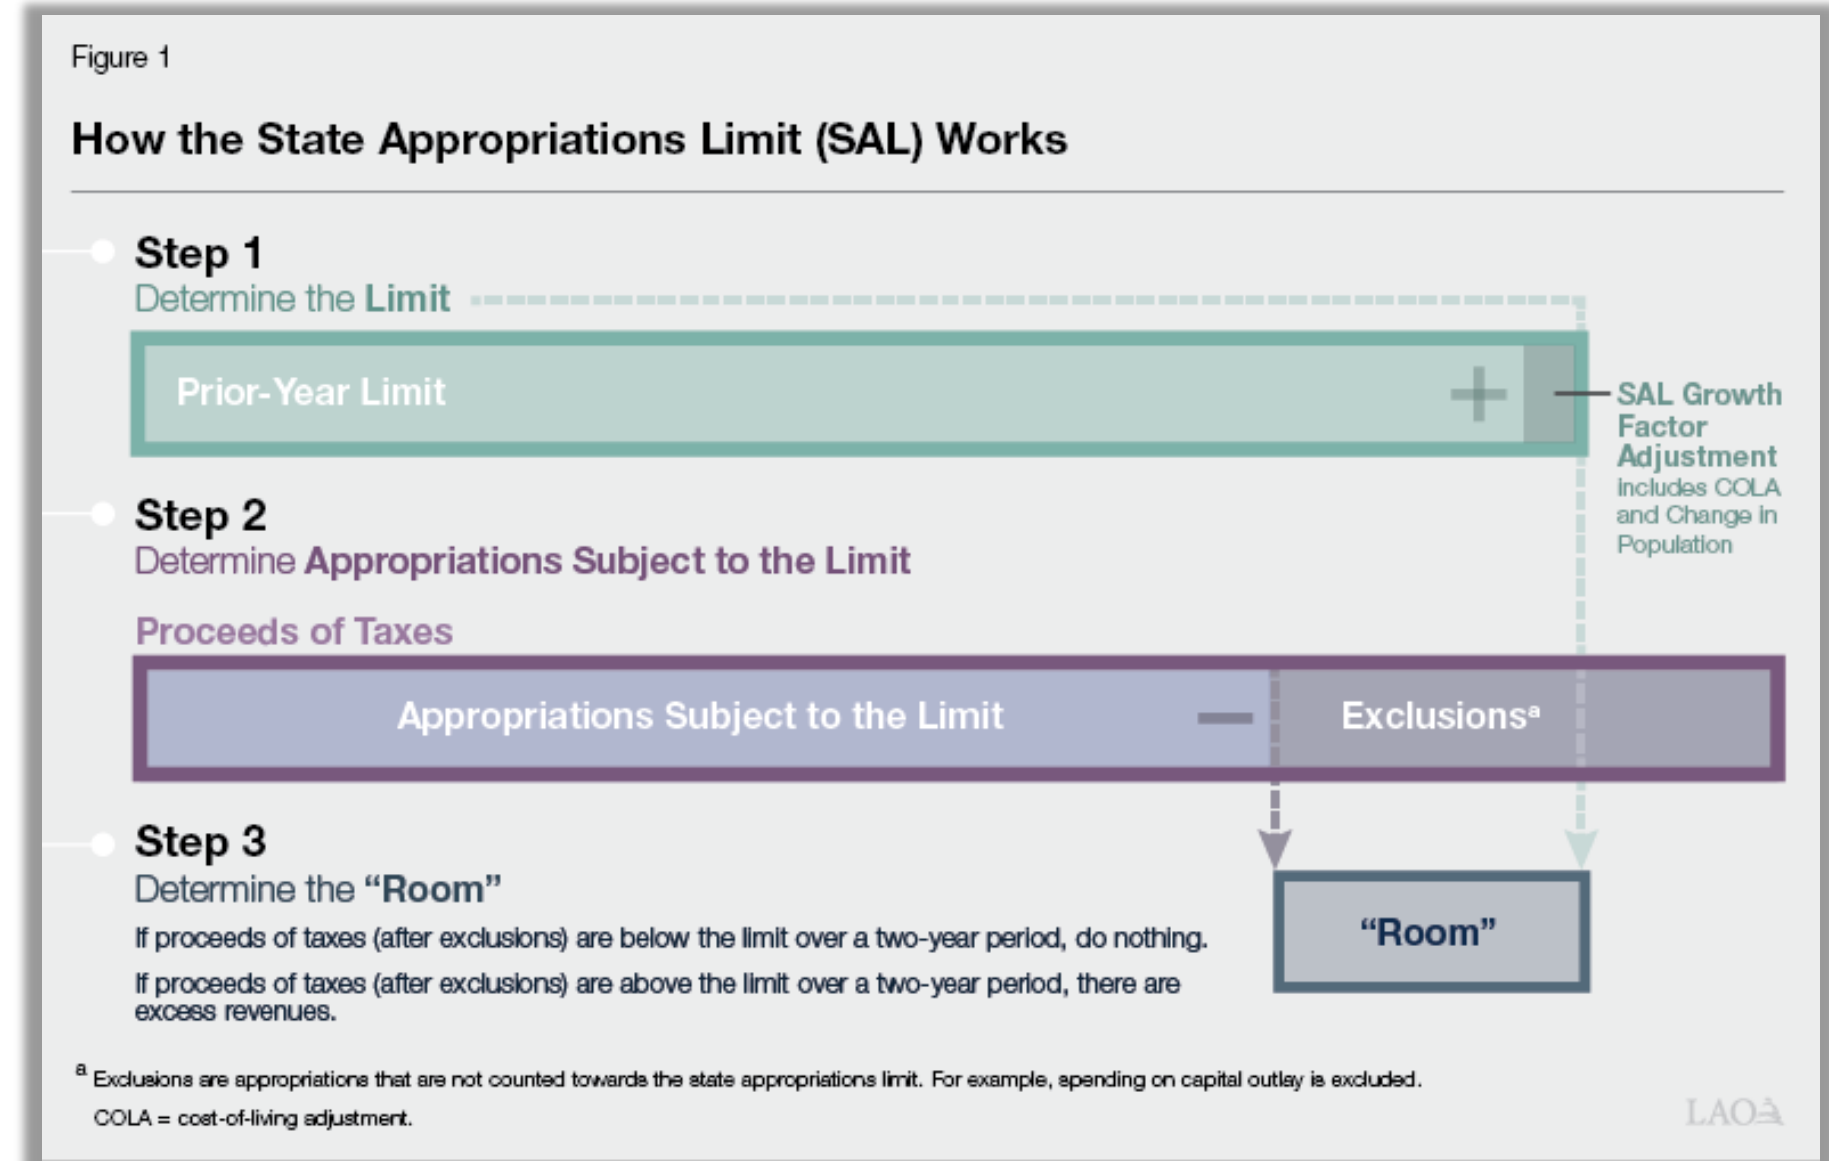 Figure 1
How the State Appropriations Limit (SAL) Works
Step 1
Determine the Limit
Prior-Year Limit +
SAL Growth
Factor
Adjustment
includes COLA
and Change in
Population
Step 2
Determine Appropriations Subject to the Limit
Proceeds of Taxes
Appropriations Subject to the Limit —
Exclusionsᵃ
Step 3
Determine the “Room”
If proceeds of taxes (after exclusions) are below the limit over a two-year period, do nothing.
If proceeds of taxes (after exclusions) are above the limit over a two-year period, there are
excess revenues.
“Room”
ᵃ Exclusions are appropriations that are not counted towards the state appropriations limit. For example, spending on capital outlay is excluded.
COLA = cost-of-living adjustment.
LAO